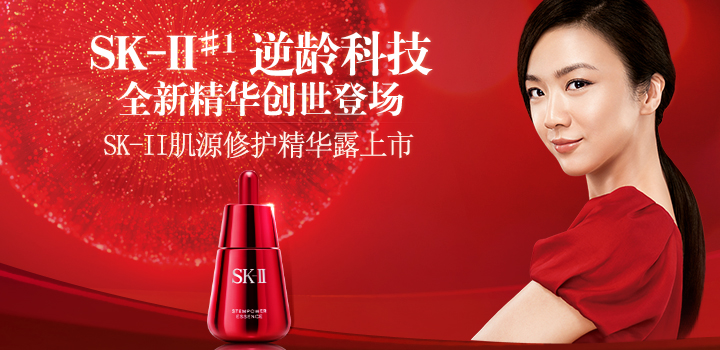 SK-II#1 逆龄科技
全新精华创世登场
SK-II肌源修护精华露上市
SK-II
STEMPOWER
ESSENCE